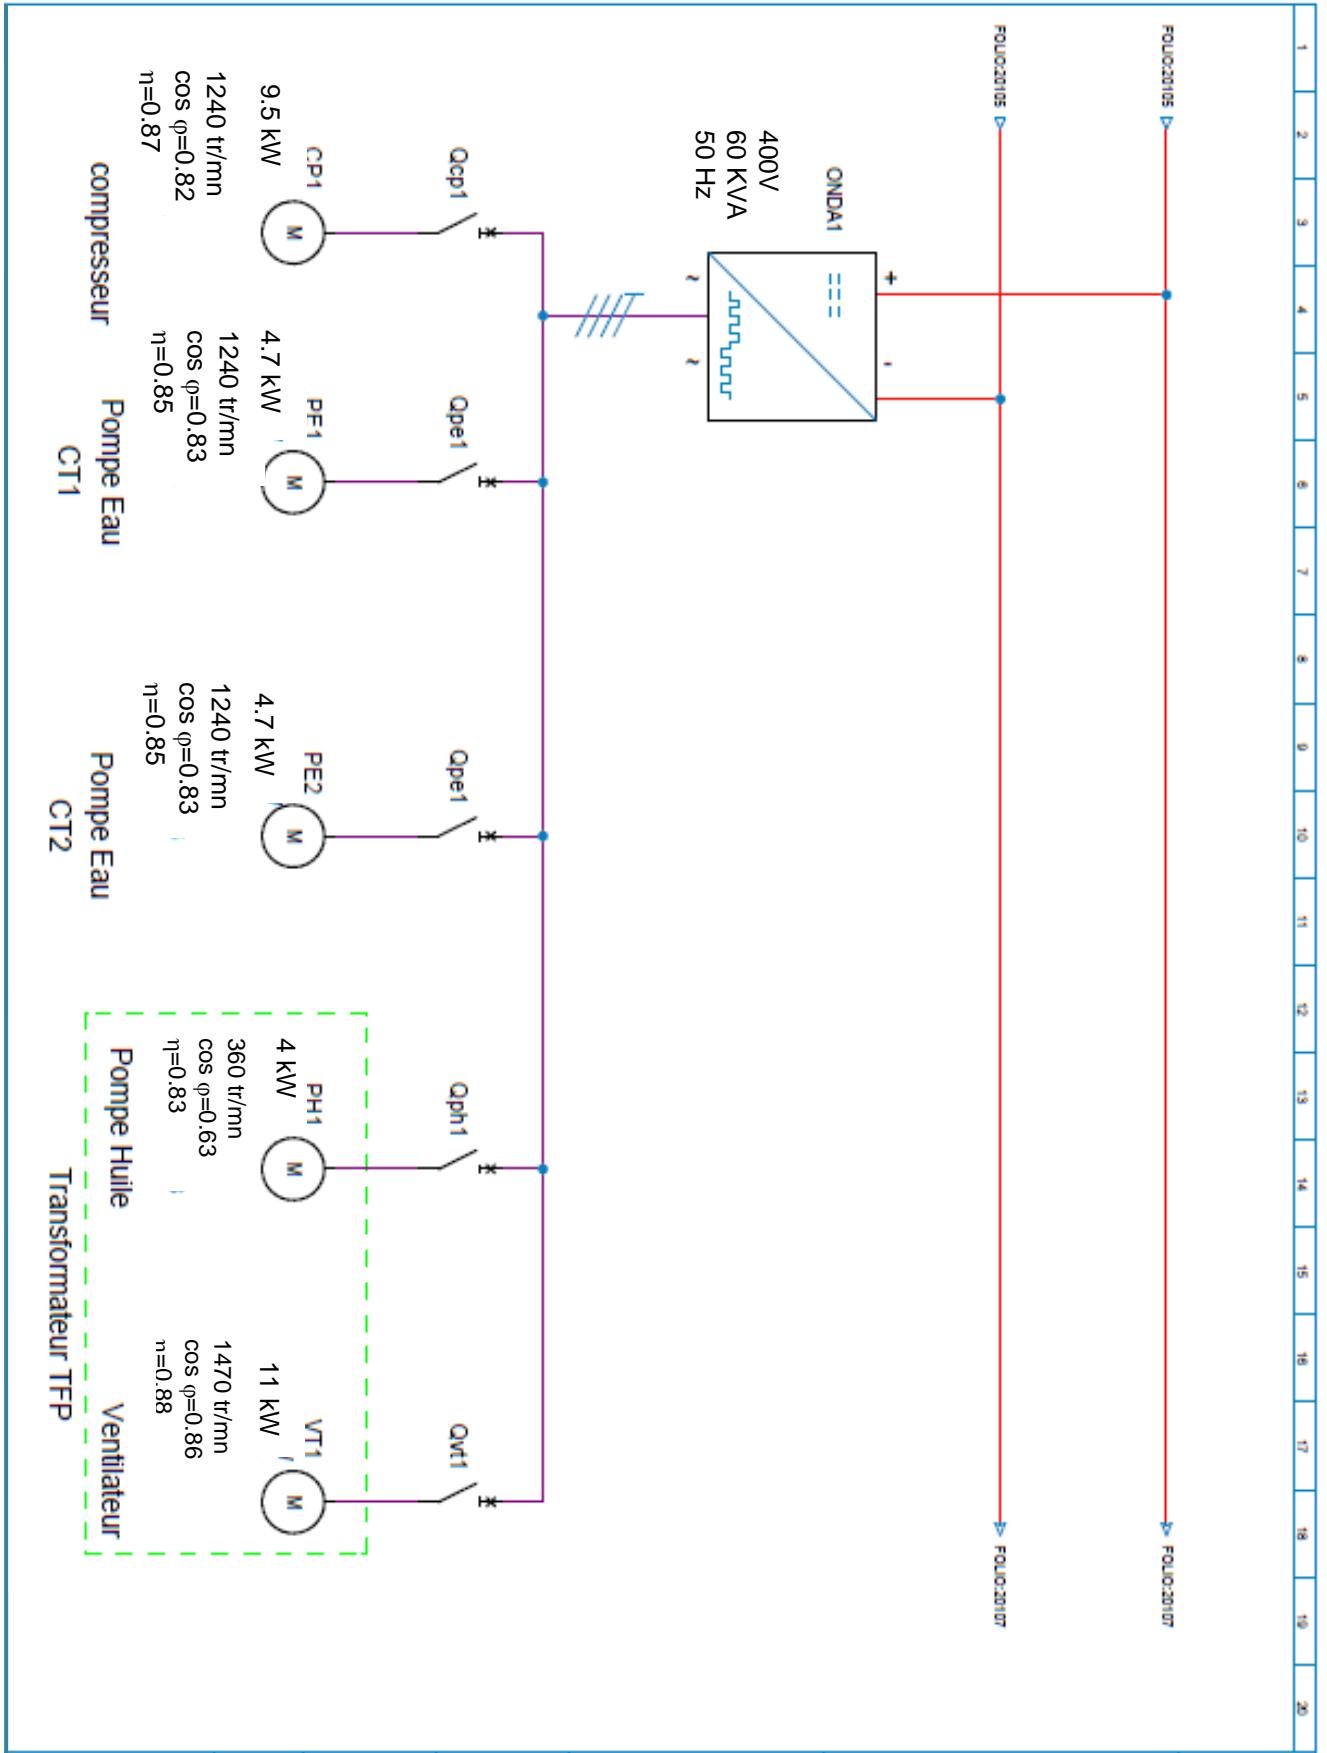 1 2 3 4 5 6 7 8 9 10 11 12 13 14 15 16 17 18 19 20
FOLIO:20105
FOLIO:20107
FOLIO:20105
FOLIO:20107
ONDA1
+
-
400V
60 KVA
50 Hz
~
~
Qcp1
Qpe1
Qpe1
Qph1
Qvt1
CP1
M
9.5 kW
1240 tr/mn
cos φ=0.82
η=0.87
compresseur
PE1
M
4.7 kW
1240 tr/mn
cos φ=0.83
η=0.85
Pompe Eau
CT1
PE2
M
4.7 kW
1240 tr/mn
cos φ=0.83
η=0.85
Pompe Eau
CT2
PH1
M
4 kW
360 tr/mn
cos φ=0.63
η=0.83
Pompe Huile
VT1
M
11 kW
1470 tr/mn
cos φ=0.86
η=0.88
Ventilateur
Transformateur TFP